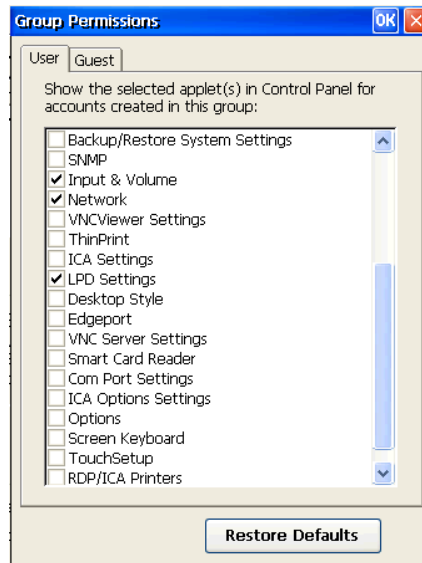 Group Permissions OK
User Guest
Show the selected applet(s) in Control Panel for
accounts created in this group:
Backup/Restore System Settings
SNMP
Input & Volume
Network
VNCViewer Settings
ThinPrint
ICA Settings
LPD Settings
Desktop Style
Edgeport
VNC Server Settings
Smart Card Reader
Com Port Settings
ICA Options Settings
Options
Screen Keyboard
TouchSetup
RDP/ICA Printers
Restore Defaults